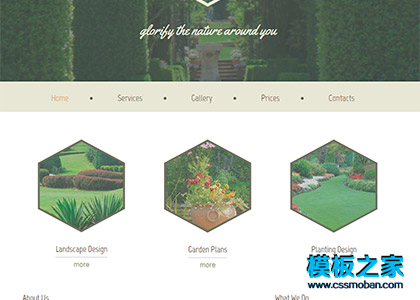 glorify the nature around you
Home • Services • Gallery • Prices • Contacts
Landscape Design
more
Garden Plans
more
Planting Design
模板之家
www.cssmoban.com
About Us
What We Do